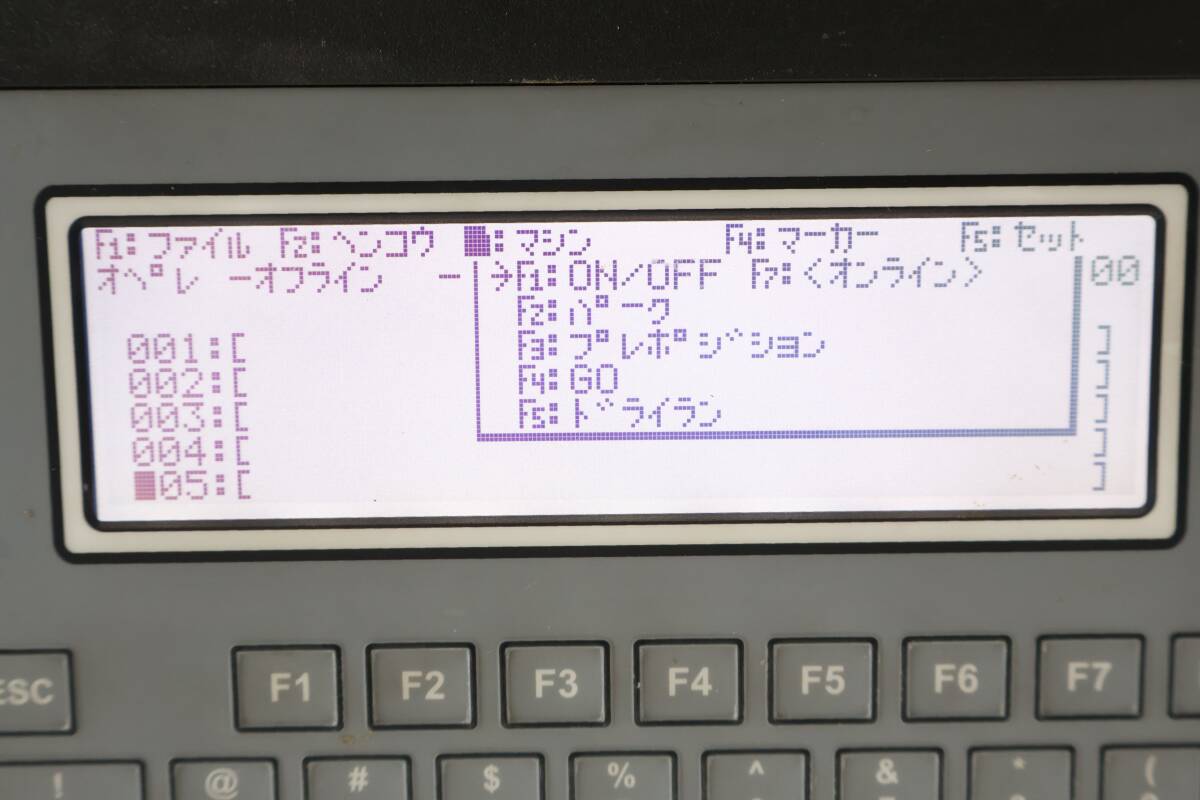 F1:ファイル F2:ヘンコウ :マシン F4:マーカー F5:セット
オペレーオフライン ー >F1:ON/OFF F7:<オンライン> 00
F2:パーク
001:[ F3:プレポジション ]
002:[ F4:GO ]
003:[ F5:ドライラン ]
004:[ ]
05:[ ]
ESC F1 F2 F3 F4 F5 F6 F7
! @ # $ % ^ & * (